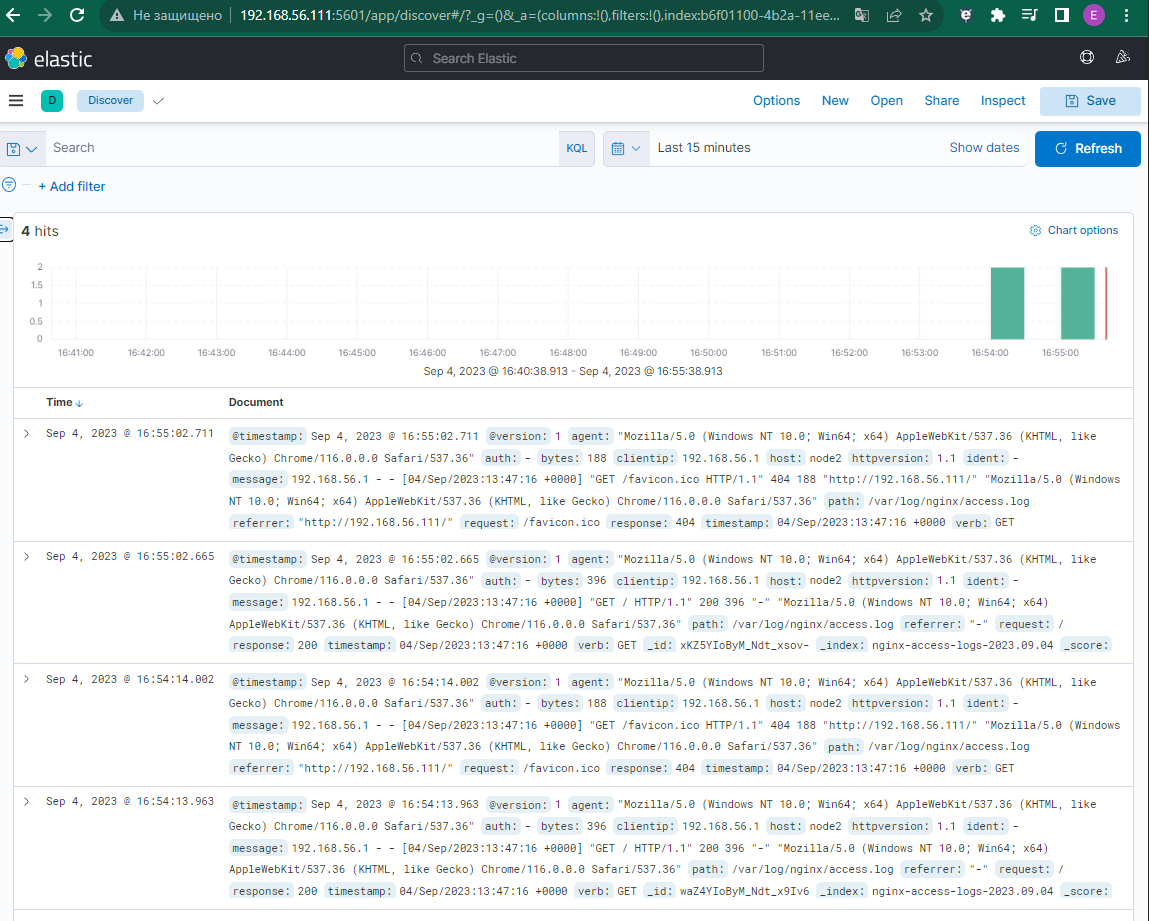 Не защищено 192.168.56.111:5601/app/discover#/?_g=()&_a=(columns:!(),filters:!(),index:b6f01100-4b2a-11ee... E
elastic Search Elastic
D Discover Options New Open Share Inspect Save
Search KQL Last 15 minutes Show dates Refresh
+ Add filter
4 hits Chart options
2
1.5
1
0.5
0
16:41:00 16:42:00 16:43:00 16:44:00 16:45:00 16:46:00 16:47:00 16:48:00 16:49:00 16:50:00 16:51:00 16:52:00 16:53:00 16:54:00 16:55:00
Sep 4, 2023 @ 16:40:38.913 - Sep 4, 2023 @ 16:55:38.913
Time Document
Sep 4, 2023 @ 16:55:02.711 @timestamp: Sep 4, 2023 @ 16:55:02.711 @version: 1 agent: "Mozilla/5.0 (Windows NT 10.0; Win64; x64) AppleWebKit/537.36 (KHTML, like
Gecko) Chrome/116.0.0.0 Safari/537.36" auth: - bytes: 188 clientip: 192.168.56.1 host: node2 httpversion: 1.1 ident: -
message: 192.168.56.1 - - [04/Sep/2023:13:47:16 +0000] "GET /favicon.ico HTTP/1.1" 404 188 "http://192.168.56.111/" "Mozilla/5.0 (Windows
NT 10.0; Win64; x64) AppleWebKit/537.36 (KHTML, like Gecko) Chrome/116.0.0.0 Safari/537.36" path: /var/log/nginx/access.log
referrer: "http://192.168.56.111/" request: /favicon.ico response: 404 timestamp: 04/Sep/2023:13:47:16 +0000 verb: GET
Sep 4, 2023 @ 16:55:02.665 @timestamp: Sep 4, 2023 @ 16:55:02.665 @version: 1 agent: "Mozilla/5.0 (Windows NT 10.0; Win64; x64) AppleWebKit/537.36 (KHTML, like
Gecko) Chrome/116.0.0.0 Safari/537.36" auth: - bytes: 396 clientip: 192.168.56.1 host: node2 httpversion: 1.1 ident: -
message: 192.168.56.1 - - [04/Sep/2023:13:47:16 +0000] "GET / HTTP/1.1" 200 396 "-" "Mozilla/5.0 (Windows NT 10.0; Win64; x64)
AppleWebKit/537.36 (KHTML, like Gecko) Chrome/116.0.0.0 Safari/537.36" path: /var/log/nginx/access.log referrer: "-" request: /
response: 200 timestamp: 04/Sep/2023:13:47:16 +0000 verb: GET _id: xKZ5YIoByM_Ndt_xsov- _index: nginx-access-logs-2023.09.04 _score:
Sep 4, 2023 @ 16:54:14.002 @timestamp: Sep 4, 2023 @ 16:54:14.002 @version: 1 agent: "Mozilla/5.0 (Windows NT 10.0; Win64; x64) AppleWebKit/537.36 (KHTML, like
Gecko) Chrome/116.0.0.0 Safari/537.36" auth: - bytes: 188 clientip: 192.168.56.1 host: node2 httpversion: 1.1 ident: -
message: 192.168.56.1 - - [04/Sep/2023:13:47:16 +0000] "GET /favicon.ico HTTP/1.1" 404 188 "http://192.168.56.111/" "Mozilla/5.0 (Windows
NT 10.0; Win64; x64) AppleWebKit/537.36 (KHTML, like Gecko) Chrome/116.0.0.0 Safari/537.36" path: /var/log/nginx/access.log
referrer: "http://192.168.56.111/" request: /favicon.ico response: 404 timestamp: 04/Sep/2023:13:47:16 +0000 verb: GET
Sep 4, 2023 @ 16:54:13.963 @timestamp: Sep 4, 2023 @ 16:54:13.963 @version: 1 agent: "Mozilla/5.0 (Windows NT 10.0; Win64; x64) AppleWebKit/537.36 (KHTML, like
Gecko) Chrome/116.0.0.0 Safari/537.36" auth: - bytes: 396 clientip: 192.168.56.1 host: node2 httpversion: 1.1 ident: -
message: 192.168.56.1 - - [04/Sep/2023:13:47:16 +0000] "GET / HTTP/1.1" 200 396 "-" "Mozilla/5.0 (Windows NT 10.0; Win64; x64)
AppleWebKit/537.36 (KHTML, like Gecko) Chrome/116.0.0.0 Safari/537.36" path: /var/log/nginx/access.log referrer: "-" request: /
response: 200 timestamp: 04/Sep/2023:13:47:16 +0000 verb: GET _id: waZ4YIoByM_Ndt_x9Iv6 _index: nginx-access-logs-2023.09.04 _score: